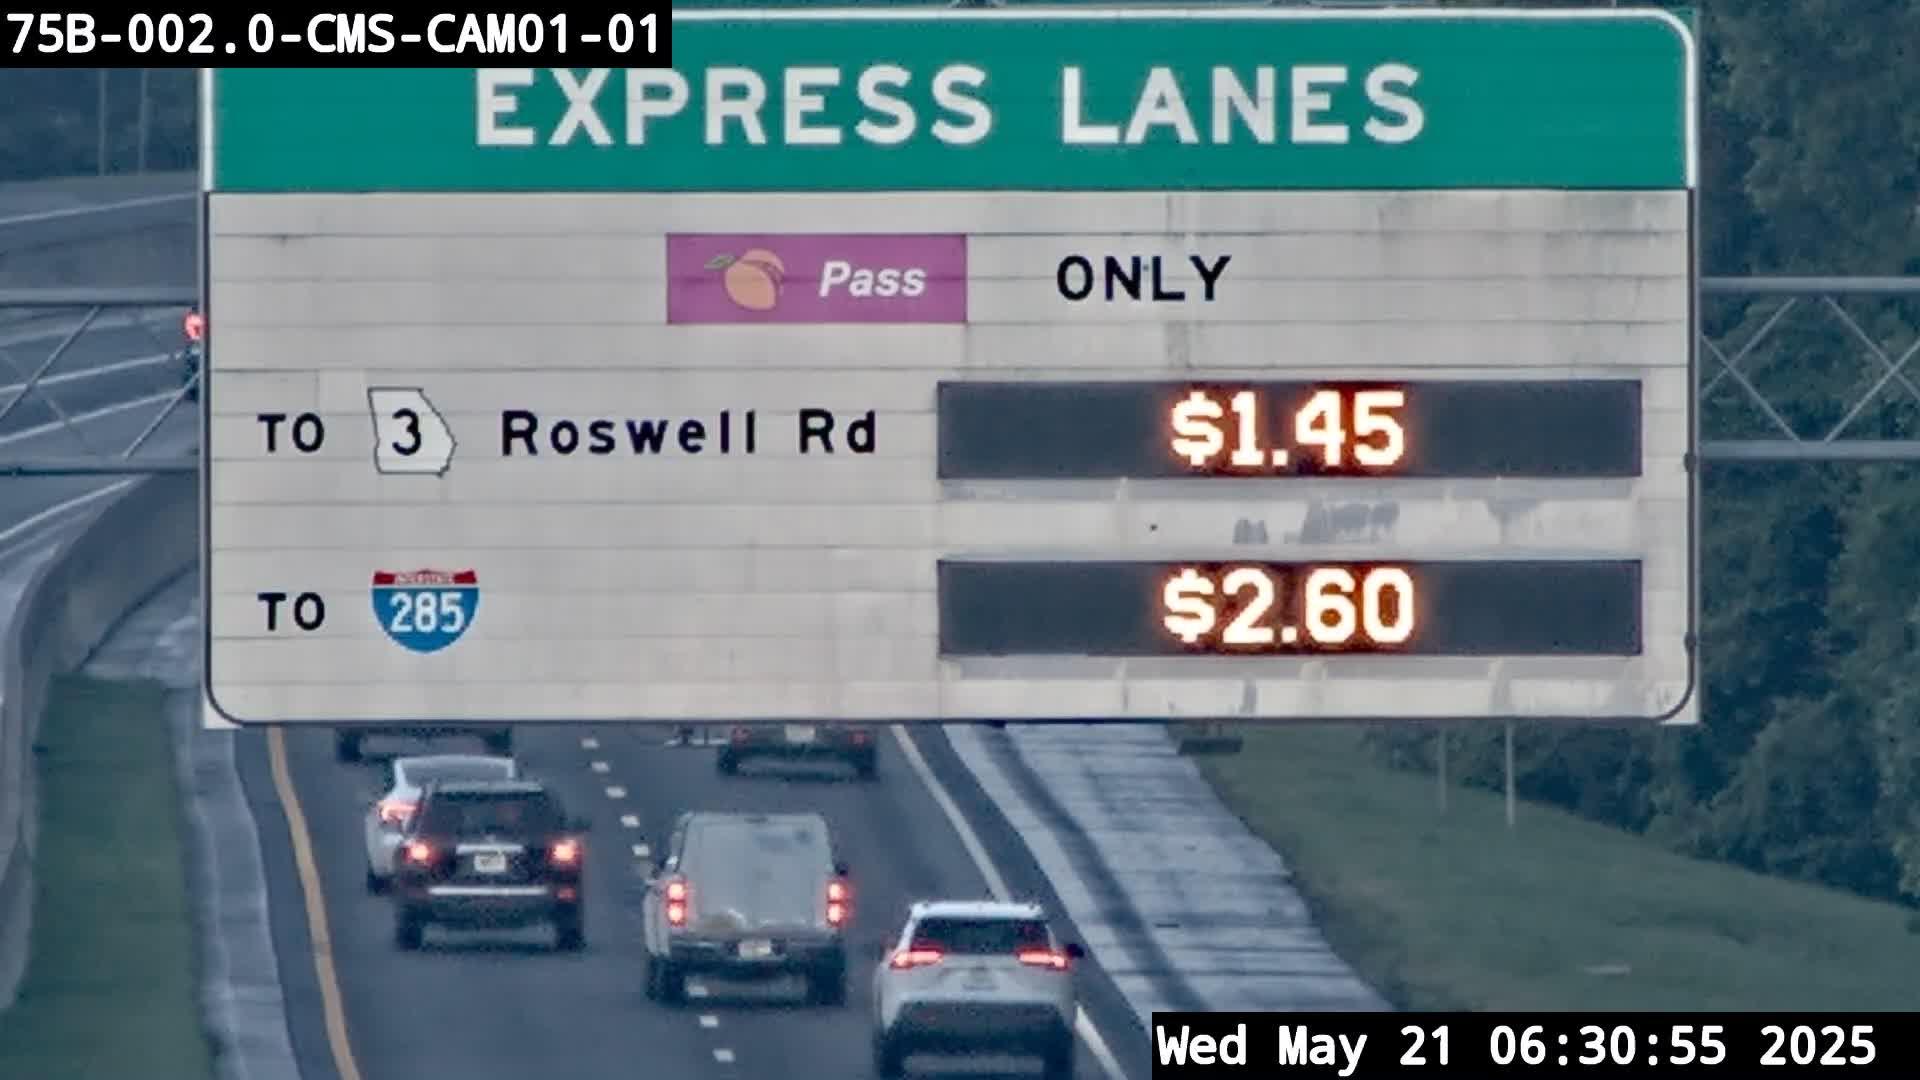 75B-002.0-CMS-CAM01-01
EXPRESS LANES
Pass ONLY
TO 3 Roswell Rd $1.45
INTERSTATE
TO 285 $2.60
Wed May 21 06:30:55 2025